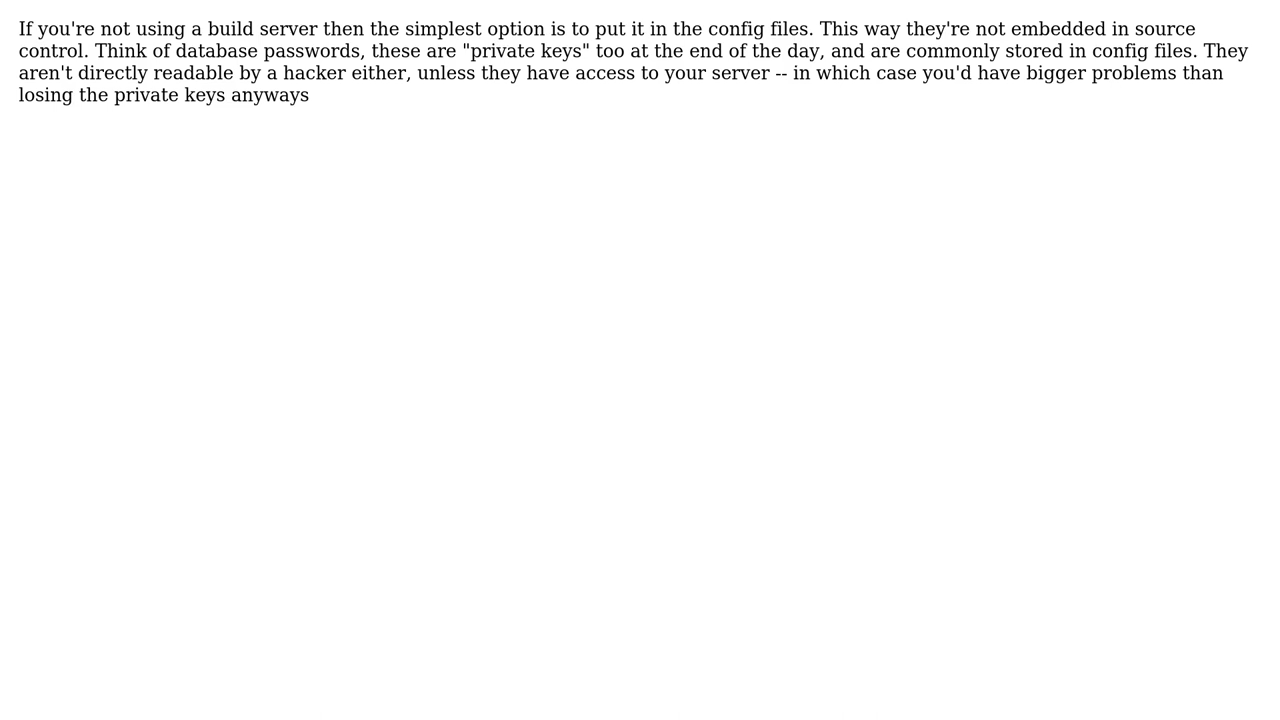 If you're not using a build server then the simplest option is to put it in the config files. This way they're not embedded in source
control. Think of database passwords, these are "private keys" too at the end of the day, and are commonly stored in config files. They
aren't directly readable by a hacker either, unless they have access to your server -- in which case you'd have bigger problems than
losing the private keys anyways